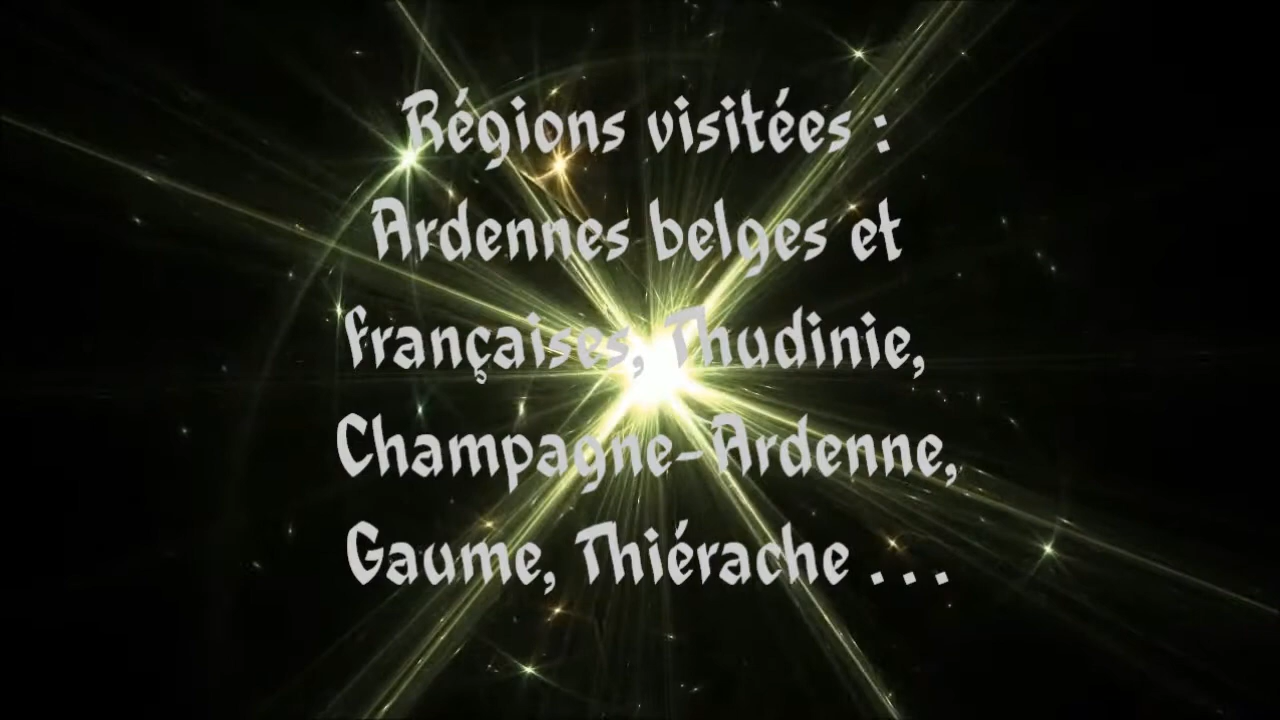 Régions visitées :
Ardennes belges et
françaises, Thudinie,
Champagne-Ardenne,
Gaume, Thiérache . . .